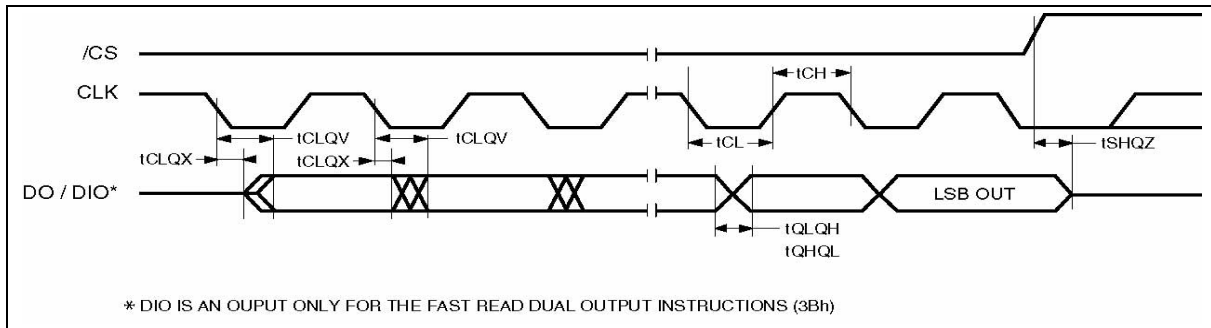 /CS
tCH
CLK
tCLQV
tCLQV
tCL
tSHQZ
tCLQX
tCLQX
DO / DIO*
LSB OUT
tQLQH
tQHQL
* DIO IS AN OUPUT ONLY FOR THE FAST READ DUAL OUTPUT INSTRUCTIONS (3Bh)